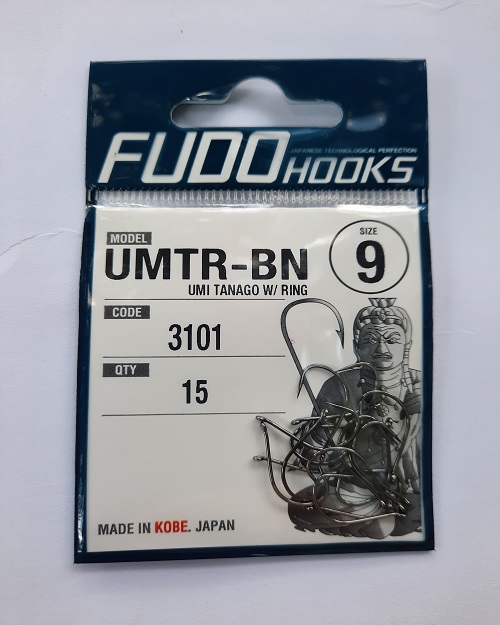 FUDO HOOKS
JAPANESE TECHNOLOGICAL PERFECTION
MODEL
UMTR-BN
UMI TANAGO W/ RING
SIZE
9
CODE
3101
QTY
15
MADE IN KOBE. JAPAN